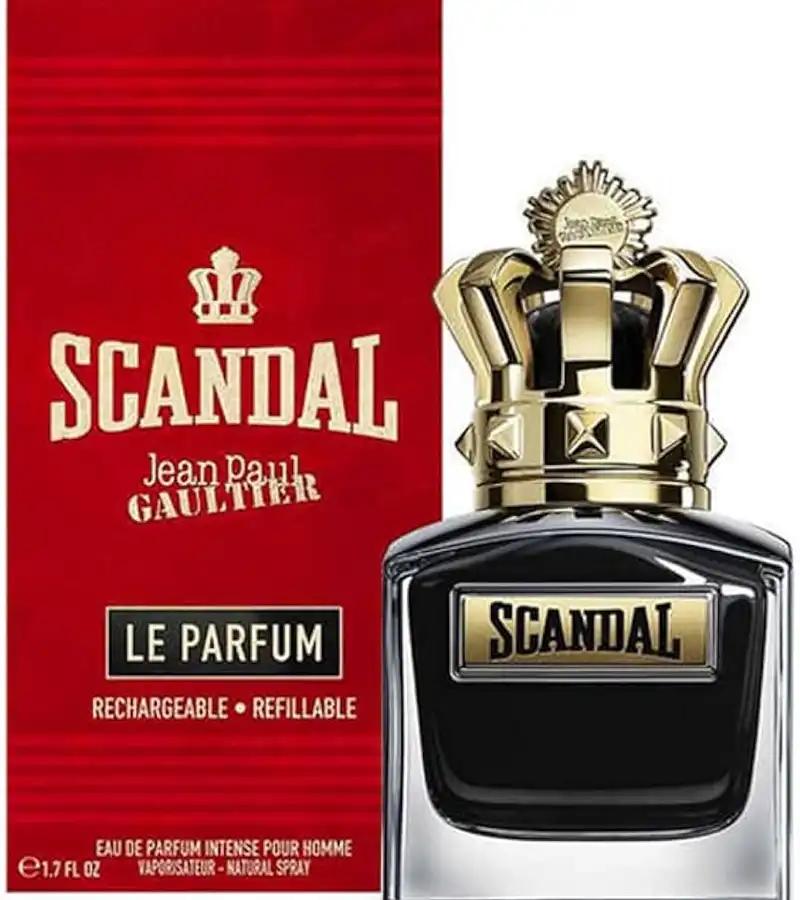 SCANDAL
Jean Paul
GAULTIER
LE PARFUM
RECHARGEABLE • REFILLABLE
EAU DE PARFUM INTENSE POUR HOMME
℮1.7 FL OZ
VAPORISATEUR - NATURAL SPRAY
Jean Paul
GAULTIER
SCANDAL